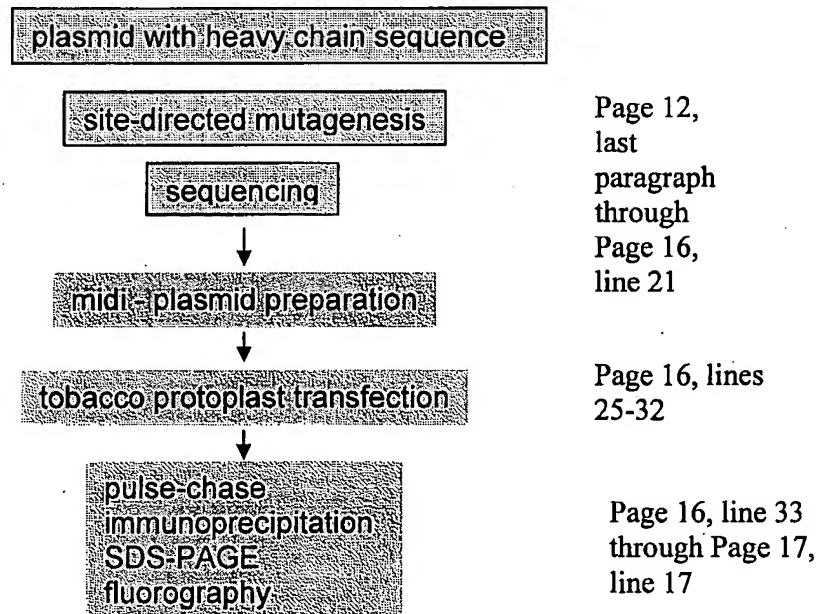 plasmid with heavy chain sequence
site-directed mutagenesis
Page 12,
last
paragraph
through
Page 16,
line 21
sequencing
midi - plasmid preparation
tobacco protoplast transfection
Page 16, lines
25-32
pulse-chase
immunoprecipitation
SDS-PAGE
fluorography
Page 16, line 33
through Page 17,
line 17